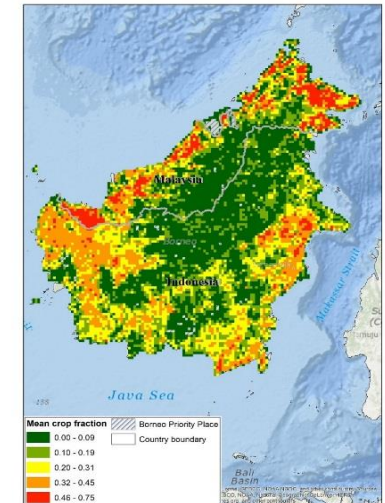 Malaysia
Borneo
Indonesia
Makassar Strait
Java Sea
Bali
Basin
Mean crop fraction
0.00 - 0.09
0.10 - 0.19
0.20 - 0.31
0.32 - 0.45
0.46 - 0.75
Borneo Priority Place
Country boundary